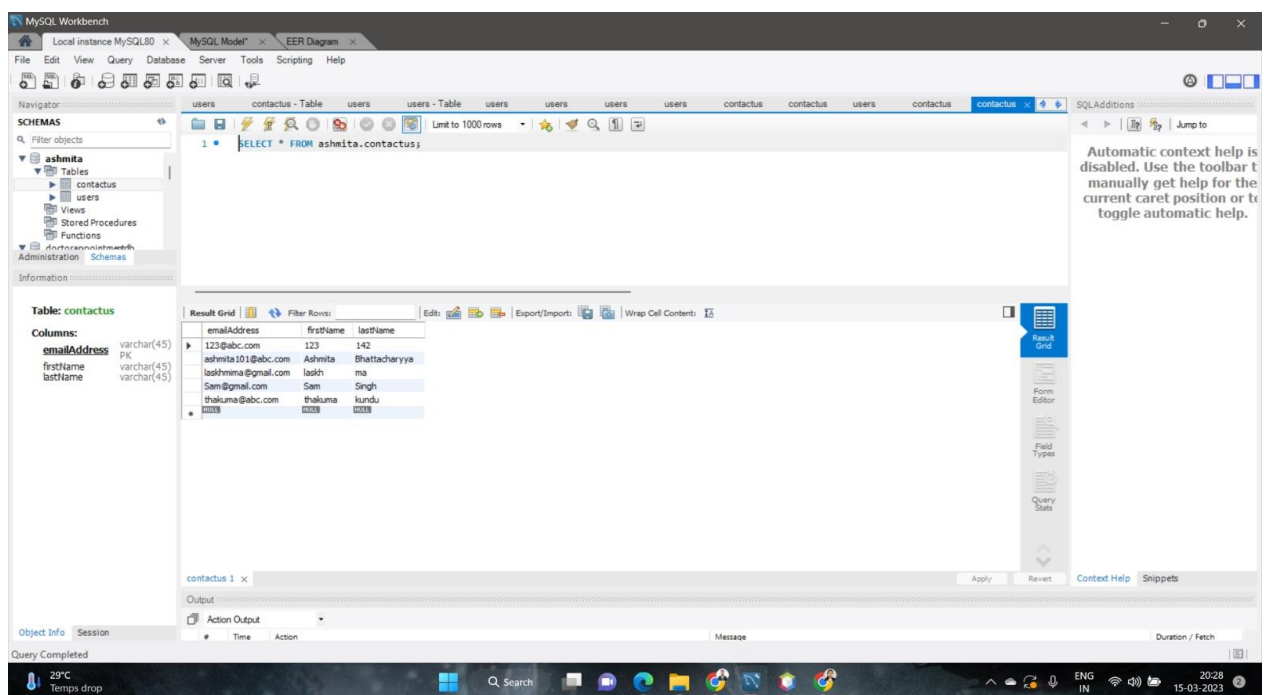 MySQL Workbench
Local instance MySQL80 × MySQL Model* × EER Diagram ×
File Edit View Query Database Server Tools Scripting Help
Navigator
SCHEMAS
Filter objects
ashmita
Tables
contactus
users
Views
Stored Procedures
Functions
doctorappointmentdb
Administration Schemas
Information
Table: contactus
Columns:
emailAddress varchar(45) PK
firstName varchar(45)
lastName varchar(45)
Object Info Session
Query Completed
users contactus - Table users users - Table users users users users contactus contactus users contactus contactus ×
Limit to 1000 rows
1 SELECT * FROM ashmita.contactus;
Result Grid Filter Rows: Edit: Export/Import: Wrap Cell Content:
emailAddress firstName lastName
123@abc.com 123 142
ashmita101@abc.com Ashmita Bhattacharyya
laskhmima@gmail.com laskh ma
Sam@gmail.com Sam Singh
thakuma@abc.com thakuma kundu
NULL NULL NULL
Result Grid
Form Editor
Field Types
Query Stats
contactus 1 × Apply Revert
Output
Action Output
# Time Action Message Duration / Fetch
SQLAdditions
Jump to
Automatic context help is
disabled. Use the toolbar t
manually get help for the
current caret position or to
toggle automatic help.
Context Help Snippets
29°C
Temps drop
Search
ENG
IN
20:28
15-03-2023
2